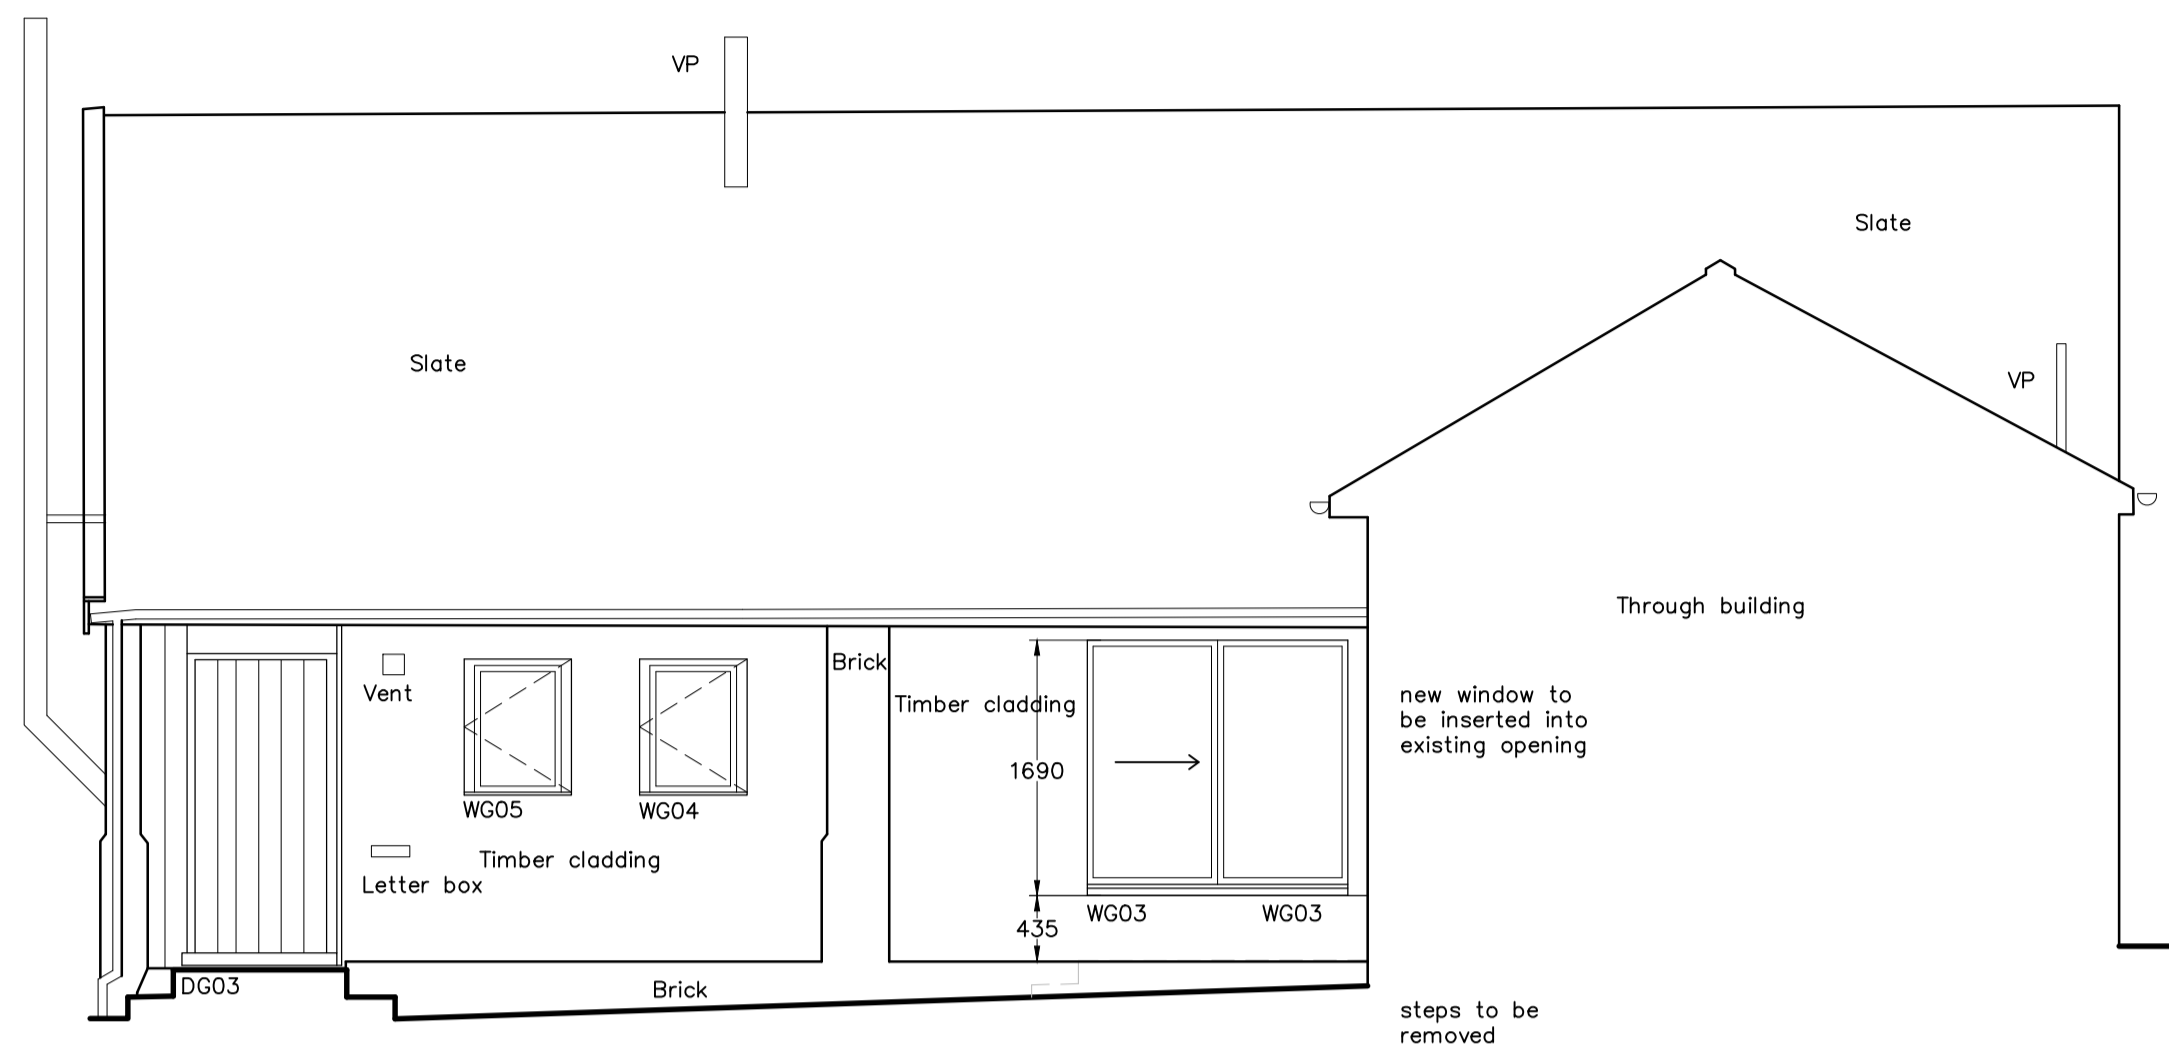 VP
Slate
Slate
VP
Through building
Brick
Vent
Timber cladding
new window to
be inserted into
existing opening
1690
WG05
WG04
Timber cladding
Letter box
WG03
WG03
435
DG03
Brick
steps to be
removed